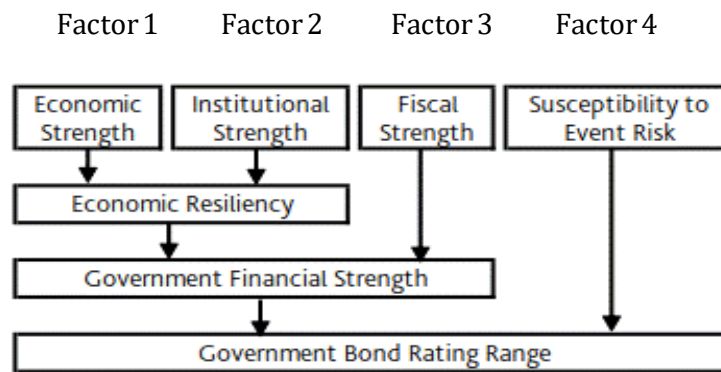 Factor 1 Factor 2 Factor 3 Factor 4
Economic
Strength
Institutional
Strength
Fiscal
Strength
Susceptibility to
Event Risk
Economic Resiliency
Government Financial Strength
Government Bond Rating Range